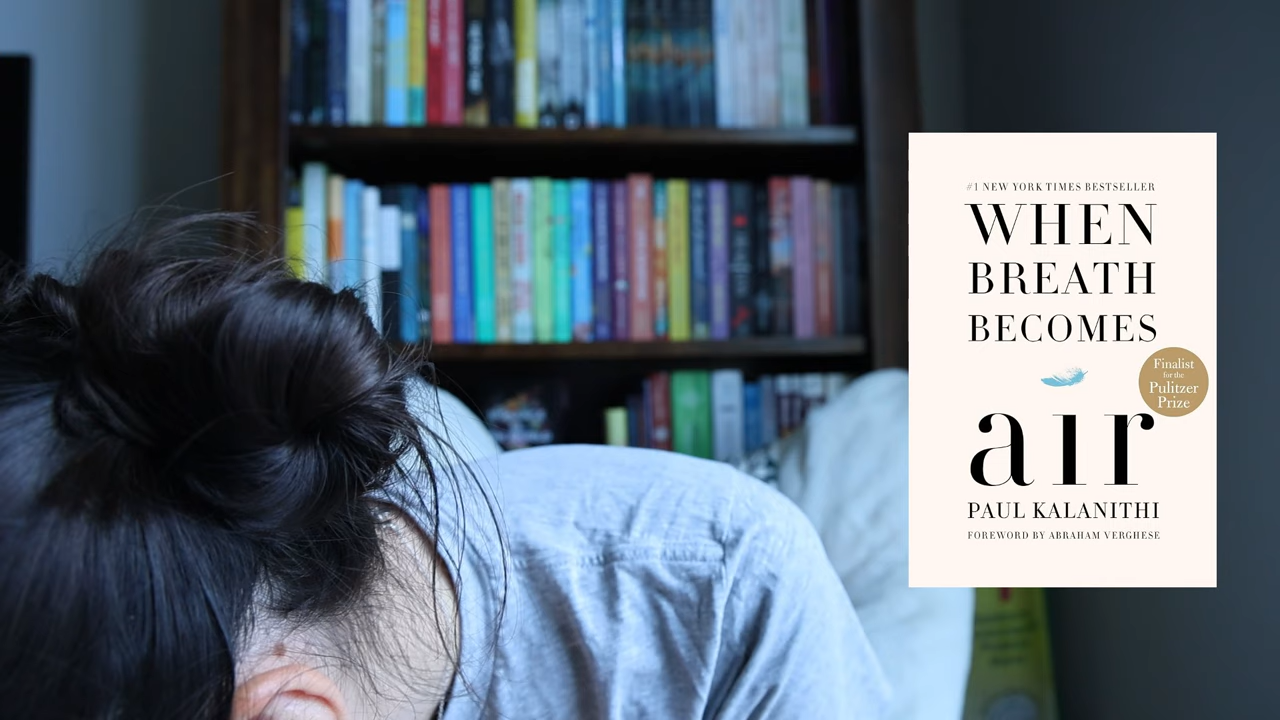 #1 NEW YORK TIMES BESTSELLER
WHEN
BREATH
BECOMES
Finalist
for the
Pulitzer
Prize
air
PAUL KALANITHI
FOREWORD BY ABRAHAM VERGHESE